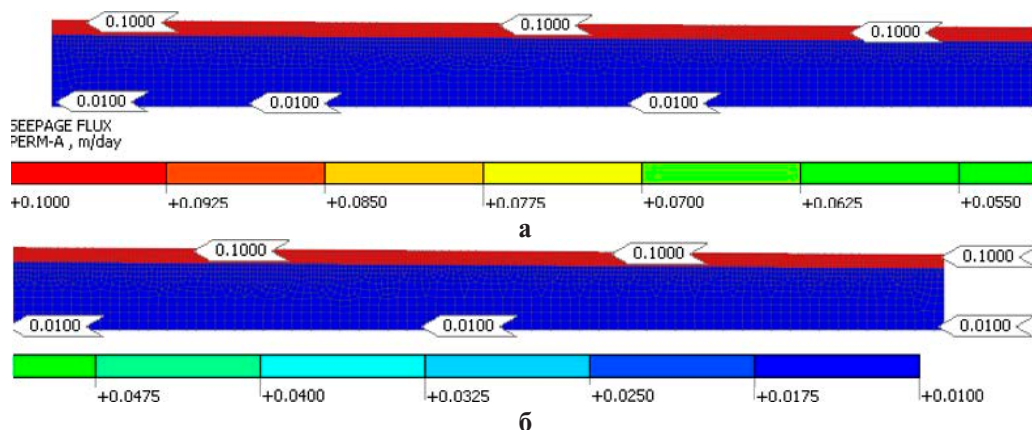 0.1000 0.1000 0.1000
0.0100 0.0100 0.0100
SEEPAGE FLUX
PERM-A , m/day
+0.1000 +0.0925 +0.0850 +0.0775 +0.0700 +0.0625 +0.0550
а
0.1000 0.1000 0.1000
0.0100 0.0100 0.0100
+0.0475 +0.0400 +0.0325 +0.0250 +0.0175 +0.0100
б